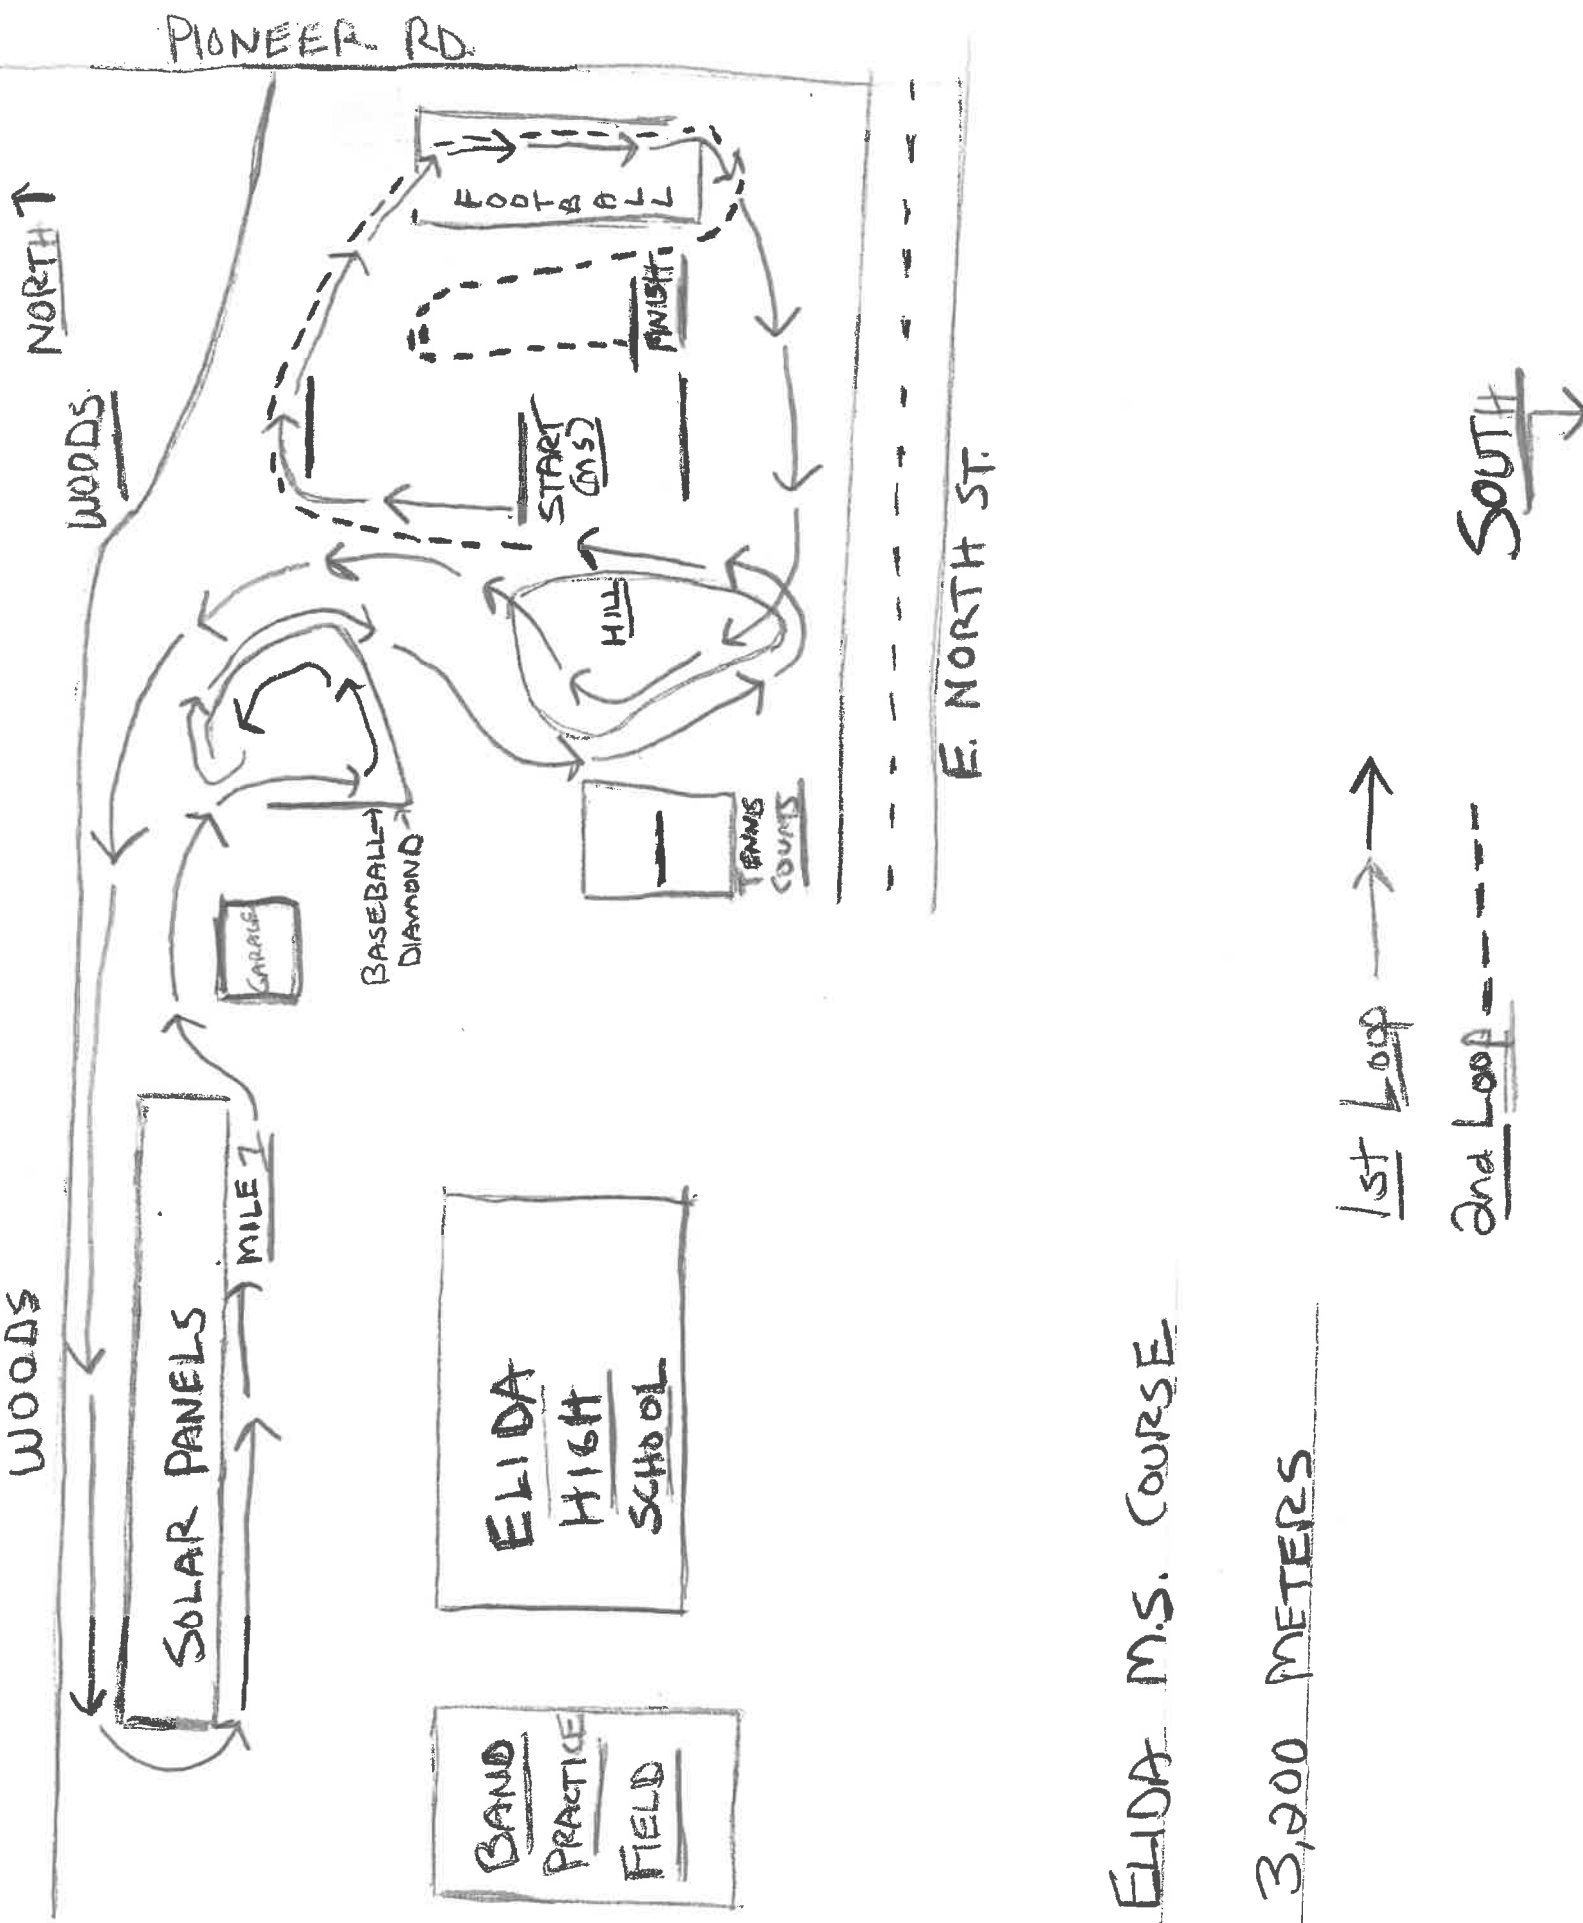 PIONEER RD.
NORTH ↑
WOODS
FOOTBALL
FINISH
START
(MS)
HILL
E. NORTH ST.
SOUTH →
BASEBALL→
DIAMOND
TENNIS
COURTS
GARAGE
MILE 1
SOLAR PANELS
WOODS
ELIDA
HIGH
SCHOOL
BAND
PRACTICE
FIELD
1st Loop
2nd Loop
ELIDA M.S. COURSE
3,200 METERS